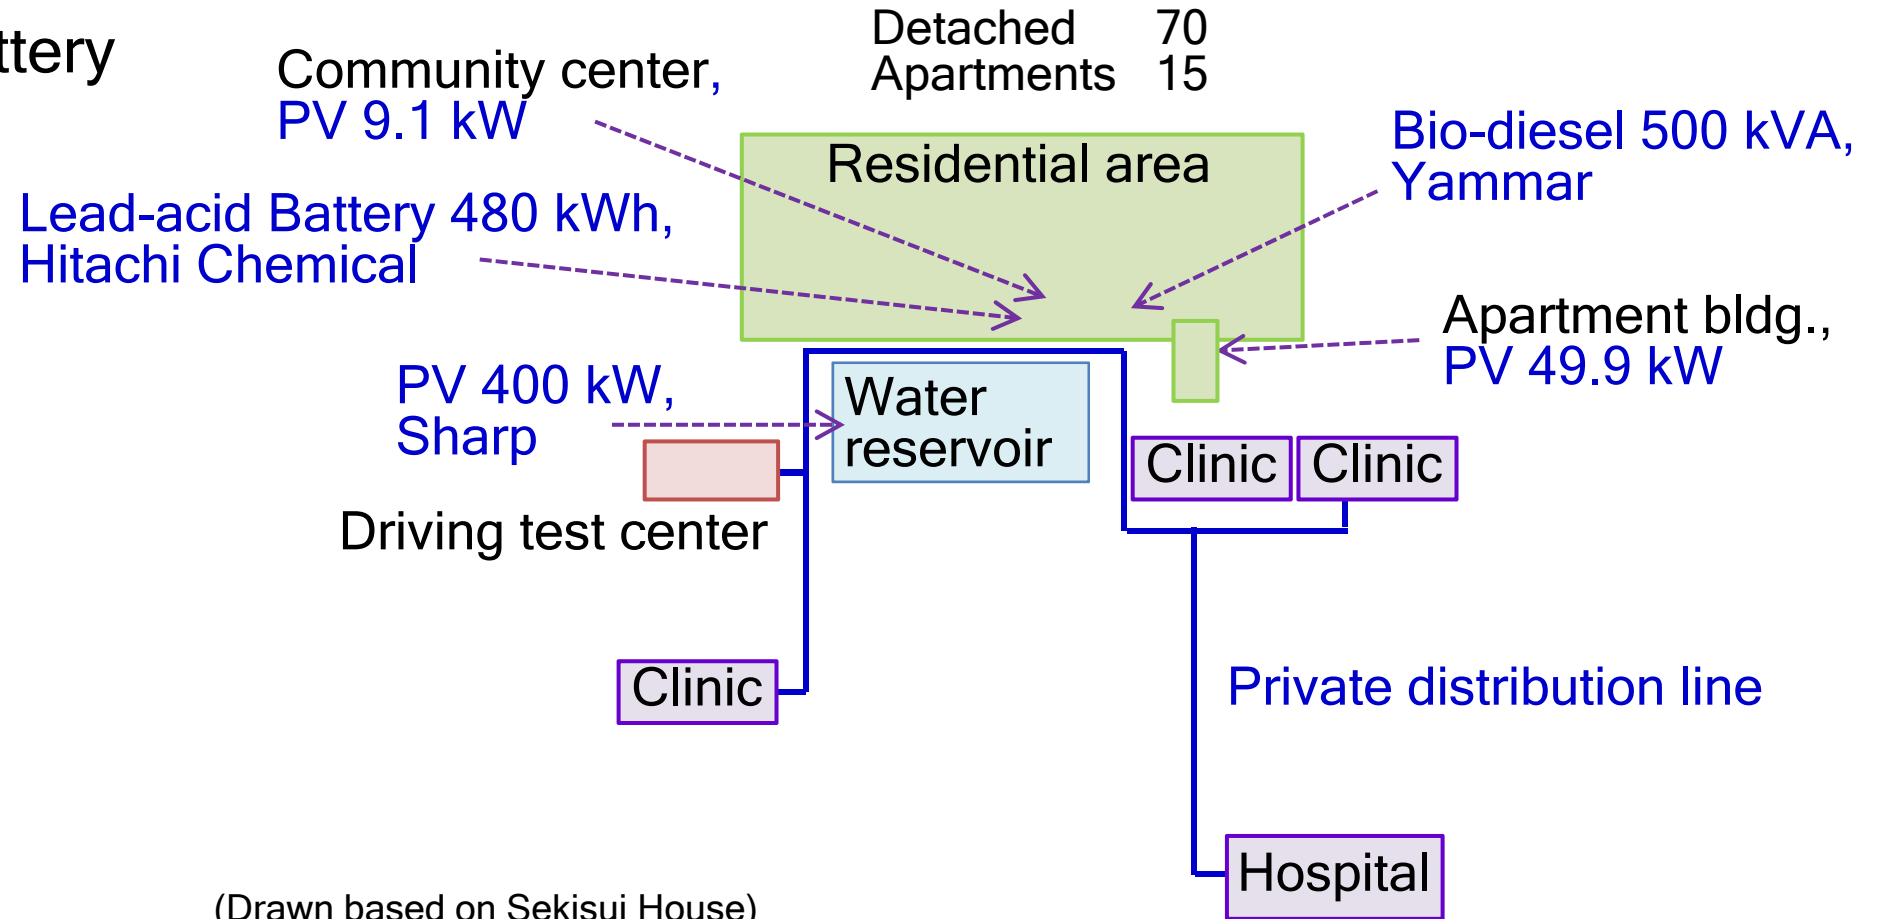 ttery
Detached 70
Apartments 15
Community center,
PV 9.1 kW
Residential area
Bio-diesel 500 kVA,
Yammar
Lead-acid Battery 480 kWh,
Hitachi Chemical
Apartment bldg.,
PV 49.9 kW
PV 400 kW,
Sharp
Water
reservoir
Clinic
Clinic
Driving test center
Clinic
Private distribution line
Hospital
(Drawn based on Sekisui House)